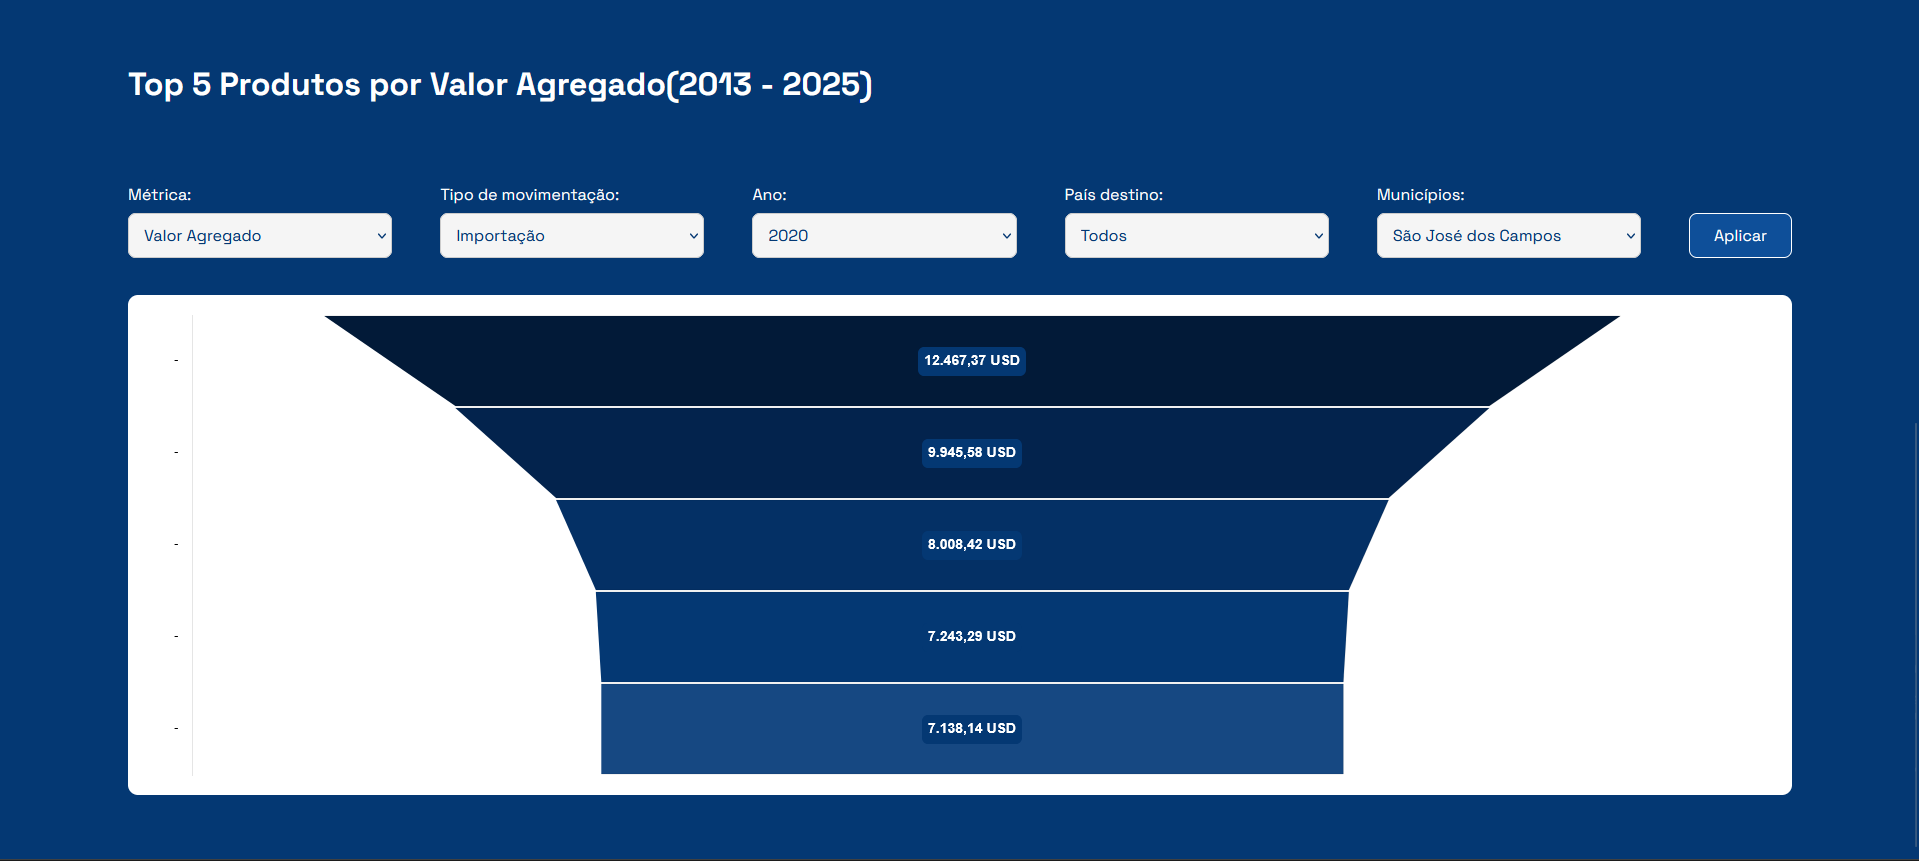 Top 5 Produtos por Valor Agregado(2013 - 2025)
Métrica: Tipo de movimentação: Ano: País destino: Municípios:
Valor Agregado Importação 2020 Todos São José dos Campos Aplicar
- 12.467,37 USD
- 9.945,58 USD
- 8.008,42 USD
- 7.243,29 USD
- 7.138,14 USD